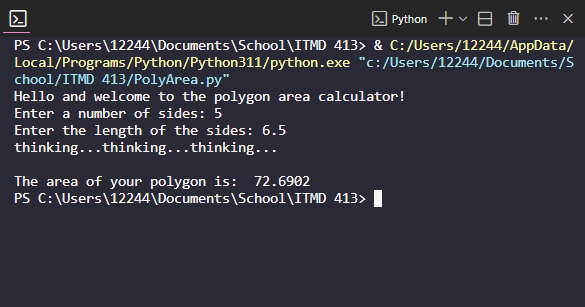 Python
PS C:\Users\12244\Documents\School\ITMD 413> & C:/Users/12244/AppData/
Local/Programs/Python/Python311/python.exe "c:/Users/12244/Documents/S
chool/ITMD 413/PolyArea.py"
Hello and welcome to the polygon area calculator!
Enter a number of sides: 5
Enter the length of the sides: 6.5
thinking...thinking...thinking...
The area of your polygon is:  72.6902
PS C:\Users\12244\Documents\School\ITMD 413>